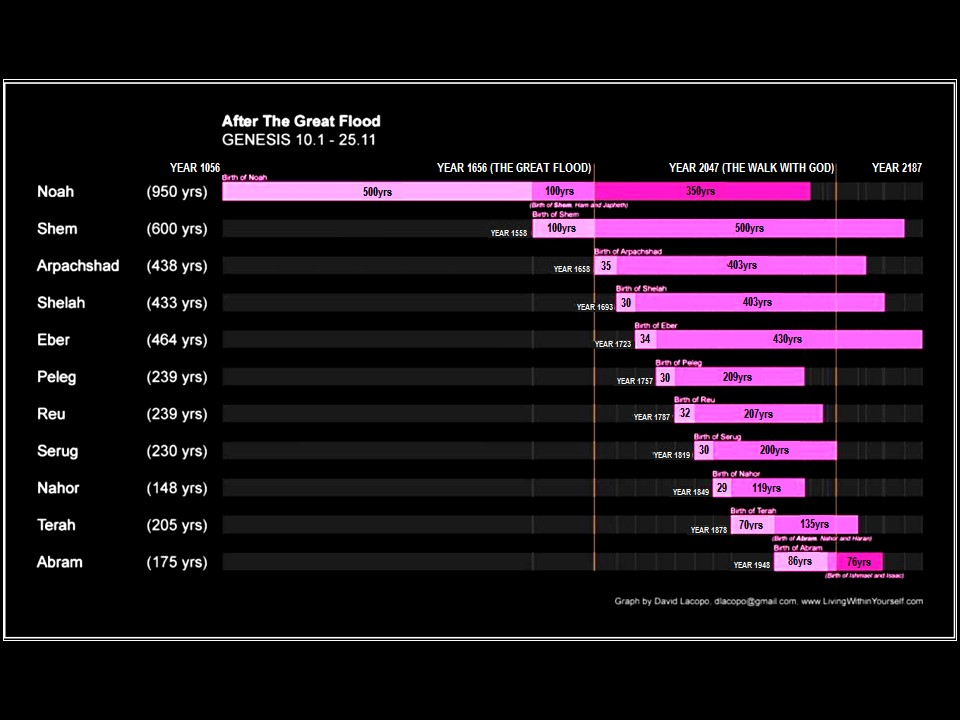 After The Great Flood
GENESIS 10.1 - 25.11
YEAR 1056 YEAR 1656 (THE GREAT FLOOD) YEAR 2047 (THE WALK WITH GOD) YEAR 2187
Birth of Noah
Noah (950 yrs) 500yrs 100yrs 350yrs
(Birth of Shem, Ham and Japheth)
Birth of Shem
Shem (600 yrs) YEAR 1558 100yrs 500yrs
Birth of Arpachshad
Arpachshad (438 yrs) YEAR 1658 35 403yrs
Birth of Shelah
Shelah (433 yrs) YEAR 1693 30 403yrs
Birth of Eber
Eber (464 yrs) YEAR 1723 34 430yrs
Birth of Peleg
Peleg (239 yrs) YEAR 1757 30 209yrs
Birth of Reu
Reu (239 yrs) YEAR 1787 32 207yrs
Birth of Serug
Serug (230 yrs) YEAR 1819 30 200yrs
Birth of Nahor
Nahor (148 yrs) YEAR 1849 29 119yrs
Birth of Terah
Terah (205 yrs) YEAR 1878 70yrs 135yrs
(Birth of Abram, Nahor and Haran)
Birth of Abram
Abram (175 yrs) YEAR 1948 86yrs 76yrs
(Birth of Ishmael and Isaac)
Graph by David Lacopo, dlacopo@gmail.com, www.LivingWithinYourself.com